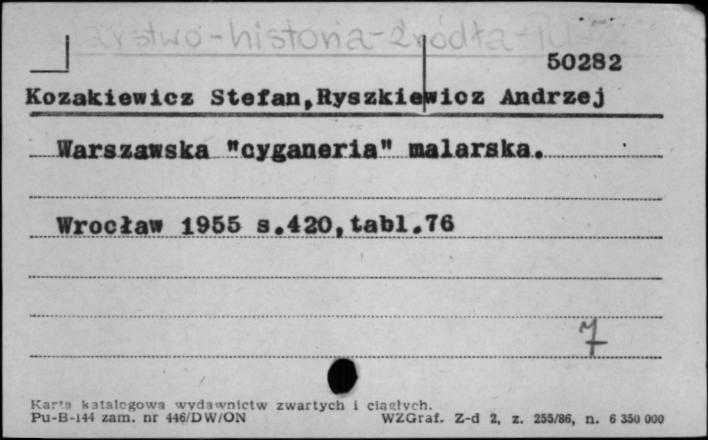 -historia-źródła-
50282
Kozakiewicz Stefan,Ryszkiewicz Andrzej
Warszawska "cyganeria" malarska.
Wrocław 1955 s.420,tabl.76
7
Karta katalogowa wydawnictw zwartych i ciągłych.
Pu-B-144 zam. nr 446/DW/ON WZGraf. Z-d 2, z. 255/86, n. 6 350 000